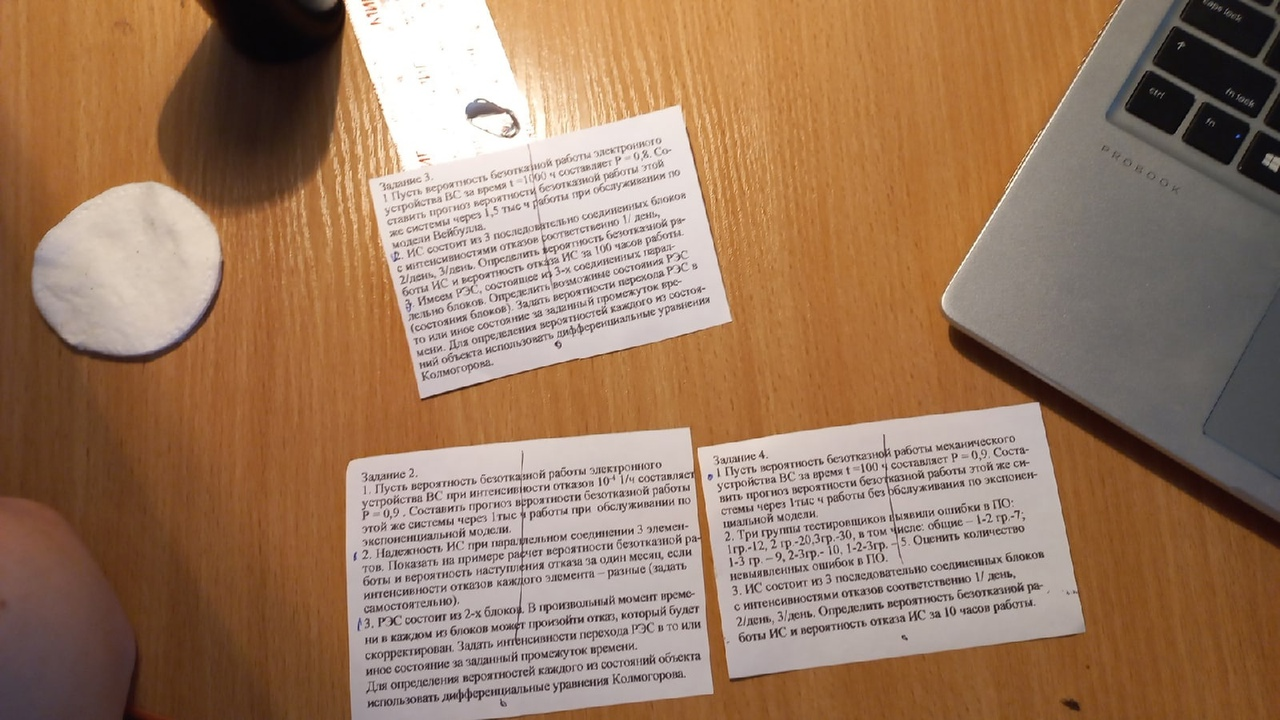 Задание 3.
1 Пусть вероятность безотказной работы электронного
устройства ВС за время t =1000 ч составляет P = 0,8. Со-
ставить прогноз вероятности безотказной работы этой
же системы через 1,5 тыс ч работы при обслуживании по
модели Вейбулла.
2. ИС состоит из 3 последовательно соединенных блоков
с интенсивностями отказов соответственно 1/ день,
2/день, 3/день. Определить вероятность безотказной ра-
боты ИС и вероятность отказа ИС за 100 часов работы.
3. Имеем РЭС, состоящее из 3-х соединенных парал-
лельно блоков. Определить возможные состояния РЭС
(состояния блоков). Задать вероятности перехода РЭС в
то или иное состояние за заданный промежуток вре-
мени. Для определения вероятностей каждого из состоя-
ний объекта использовать дифференциальные уравнения
Колмогорова.
Задание 2.
1. Пусть вероятность безотказной работы электронного
устройства ВС при интенсивности отказов 10⁻⁴ 1/ч составляет
P = 0,9 . Составить прогноз вероятности безотказной работы
этой же системы через 1тыс ч работы при обслуживании по
экспоненциальной модели.
2. Надежность ИС при параллельном соединении 3 элемен-
тов. Показать на примере расчет вероятности безотказной ра-
боты и вероятность наступления отказа за один месяц, если
интенсивности отказов каждого элемента – разные (задать
самостоятельно).
3. РЭС состоит из 2-х блоков. В произвольный момент време-
ни в каждом из блоков может произойти отказ, который будет
скорректирован. Задать интенсивности перехода РЭС в то или
иное состояние за заданный промежуток времени.
Для определения вероятностей каждого из состояний объекта
использовать дифференциальные уравнения Колмогорова.
Задание 4.
1 Пусть вероятность безотказной работы механического
устройства ВС за время t =100 ч составляет P = 0,9. Соста-
вить прогноз вероятности безотказной работы этой же си-
стемы через 1тыс ч работы без обслуживания по экспонен-
циальной модели.
2. Три группы тестировщиков выявили ошибки в ПО:
1гр.-12, 2 гр.-20,3гр.-30, в том числе: общие – 1-2 гр.-7;
1-3 гр. – 9, 2-3гр.- 10, 1-2-3гр. – 5. Оценить количество
невыявленных ошибок в ПО.
3. ИС состоит из 3 последовательно соединенных блоков
с интенсивностями отказов соответственно 1/ день,
2/день, 3/день. Определить вероятность безотказной ра-
боты ИС и вероятность отказа ИС за 10 часов работы.
caps lock
fn lock
ctrl
fn
PROBOOK